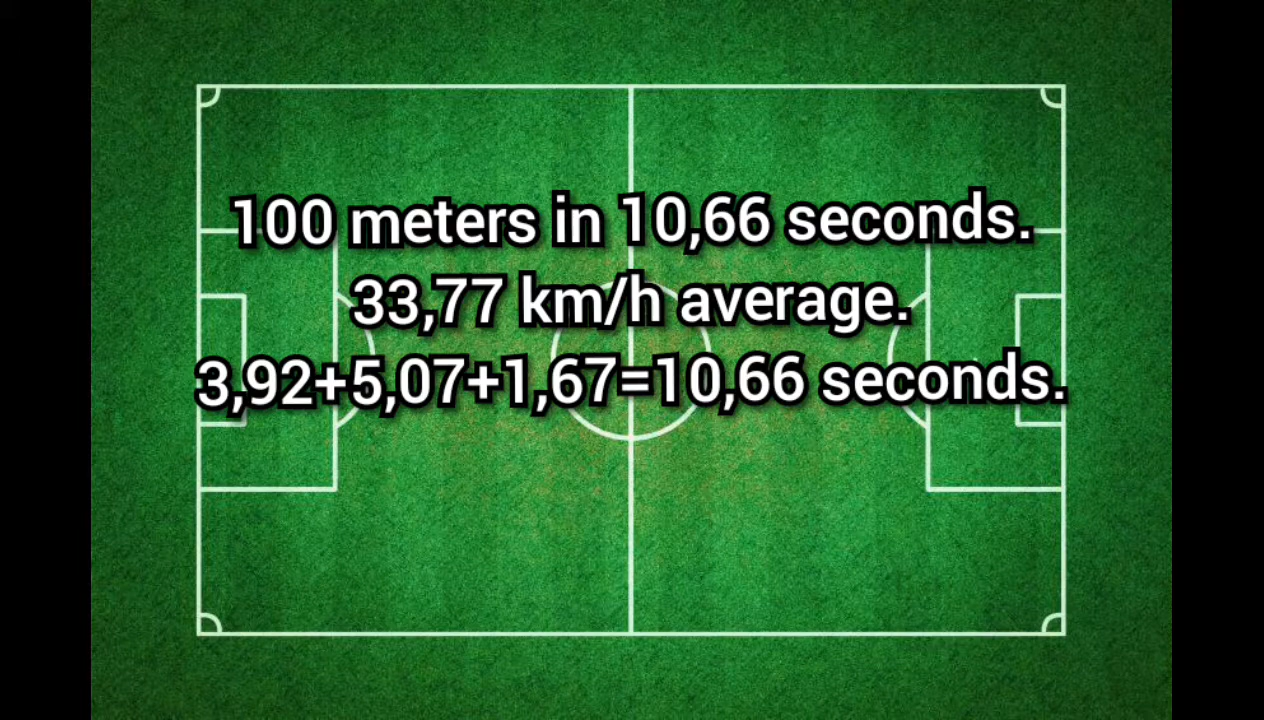 100 meters in 10,66 seconds.
33,77 km/h average.
3,92+5,07+1,67=10,66 seconds.